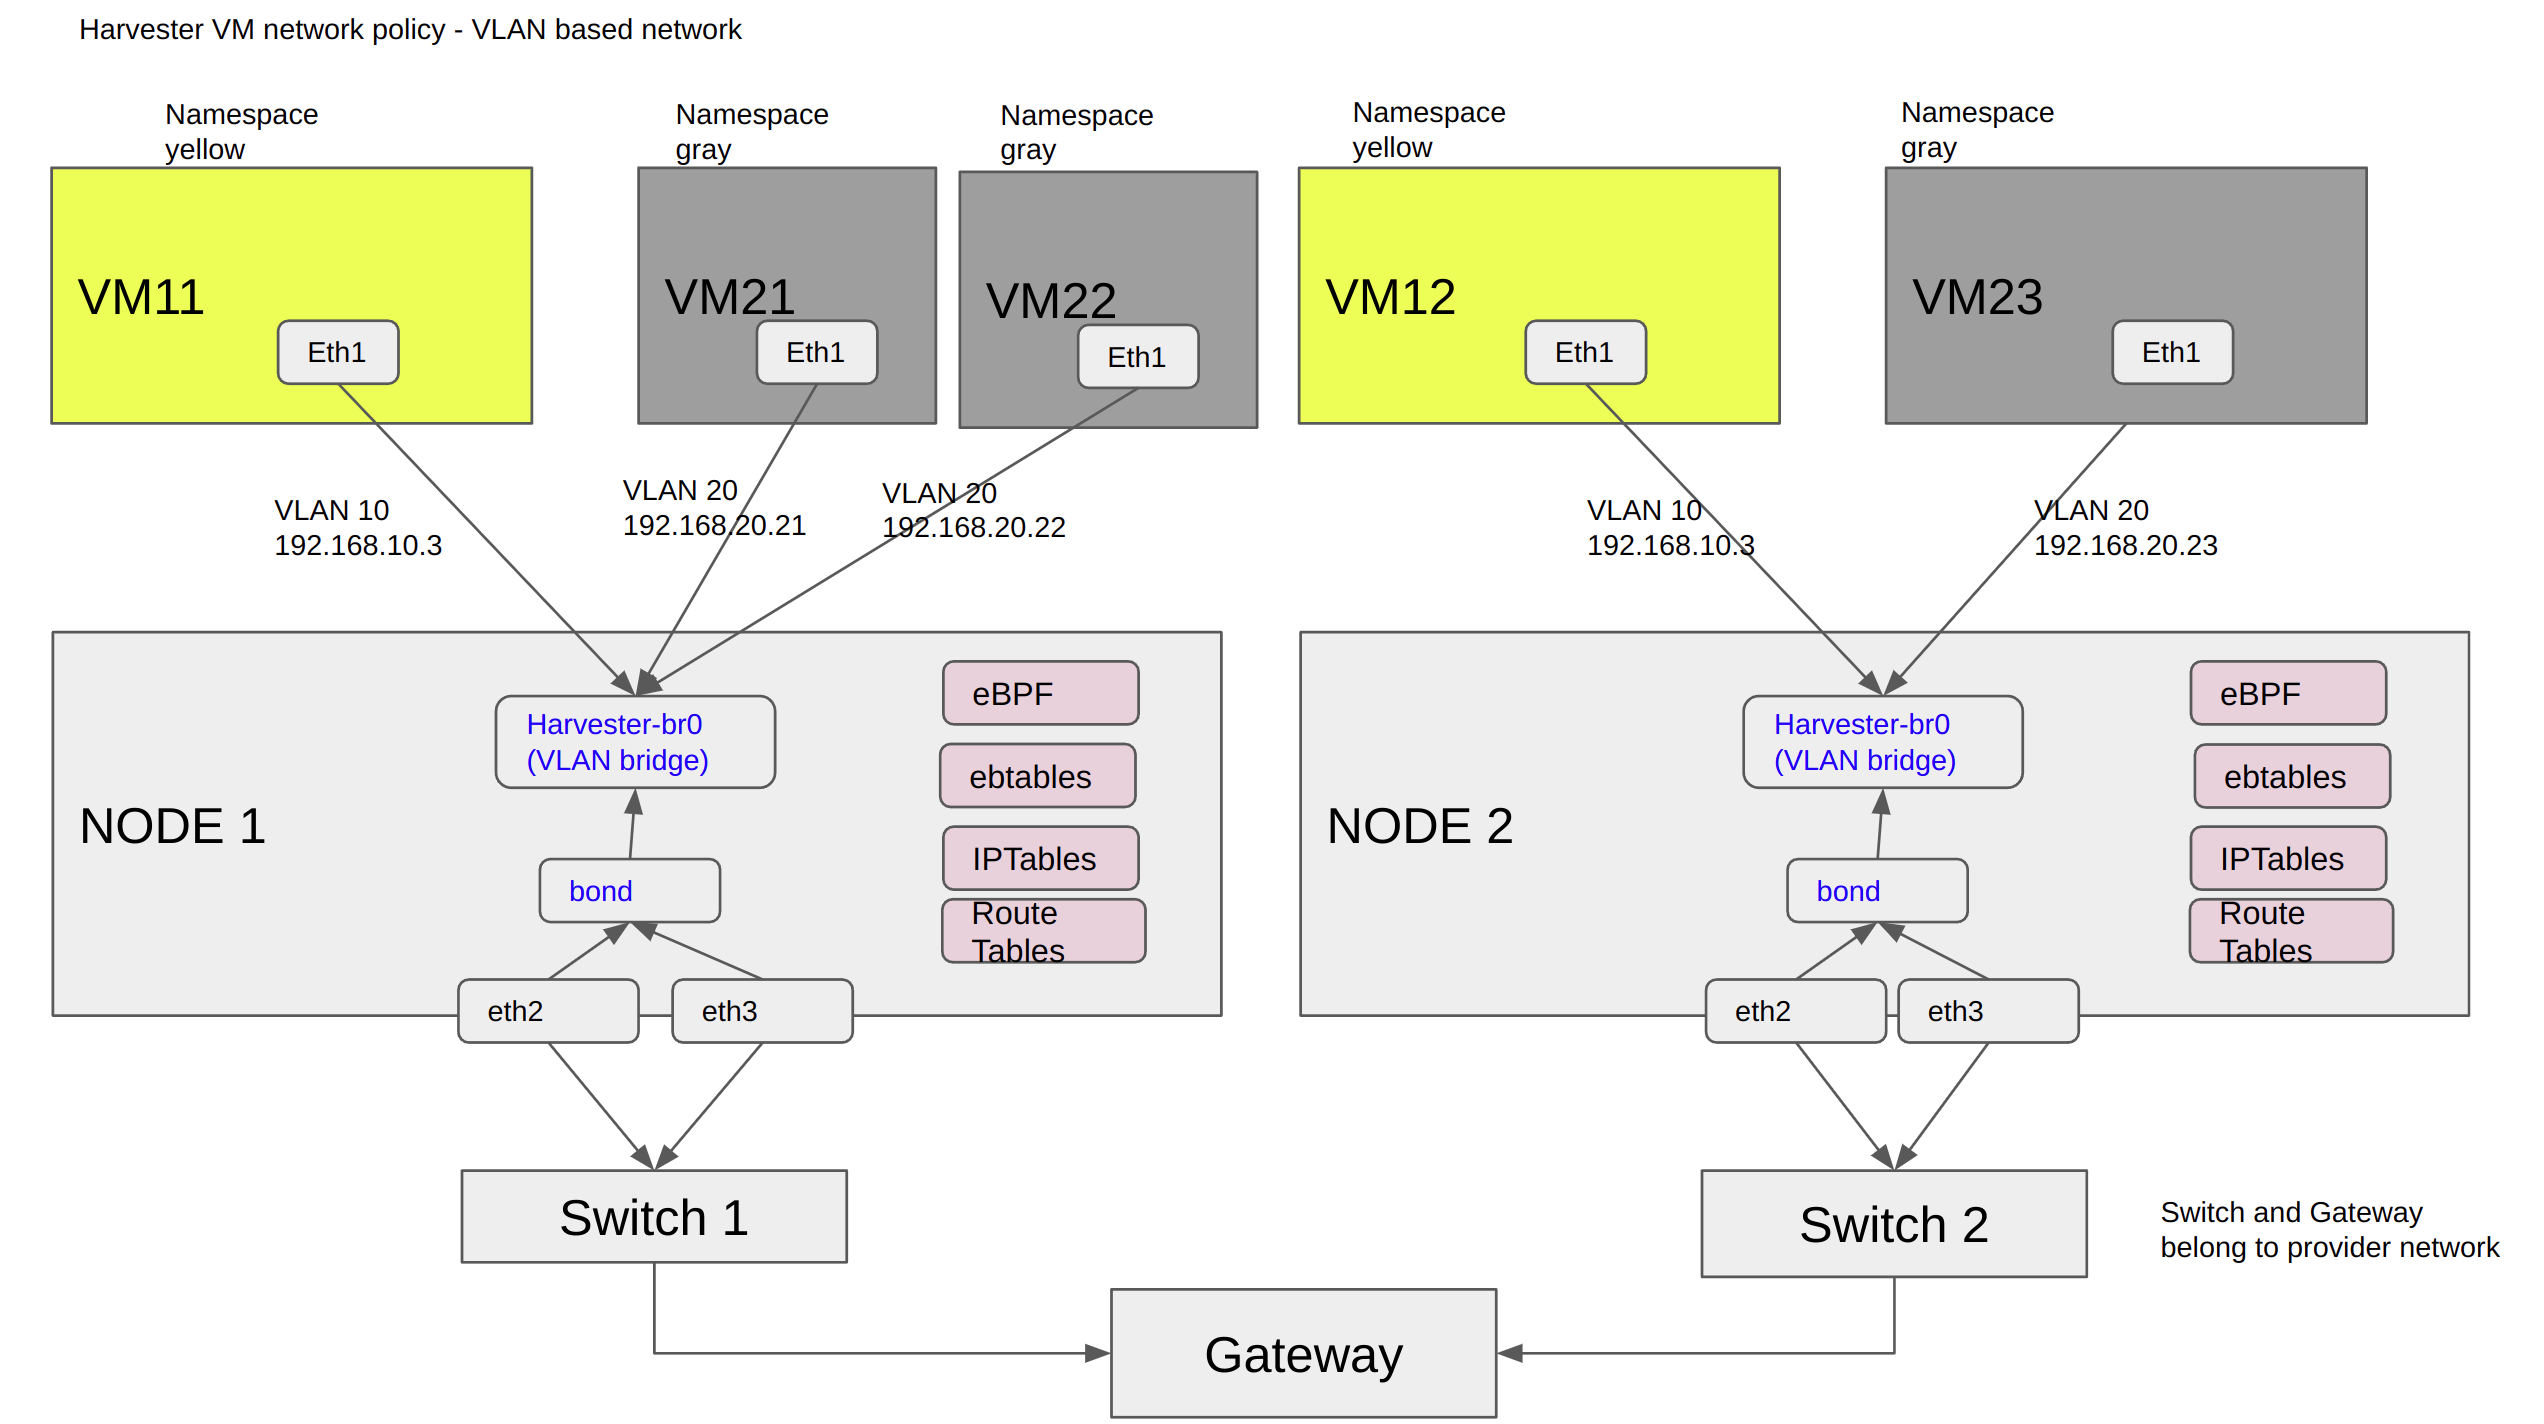 Harvester VM network policy - VLAN based network
Namespace
yellow
Namespace
gray
Namespace
gray
Namespace
yellow
Namespace
gray
VM11
Eth1
VM21
Eth1
VM22
Eth1
VM12
Eth1
VM23
Eth1
VLAN 10
192.168.10.3
VLAN 20
192.168.20.21
VLAN 20
192.168.20.22
VLAN 10
192.168.10.3
VLAN 20
192.168.20.23
NODE 1
Harvester-br0
(VLAN bridge)
bond
eth2
eth3
eBPF
ebtables
IPTables
Route
Tables
NODE 2
Harvester-br0
(VLAN bridge)
bond
eth2
eth3
eBPF
ebtables
IPTables
Route
Tables
Switch 1
Switch 2
Switch and Gateway
belong to provider network
Gateway